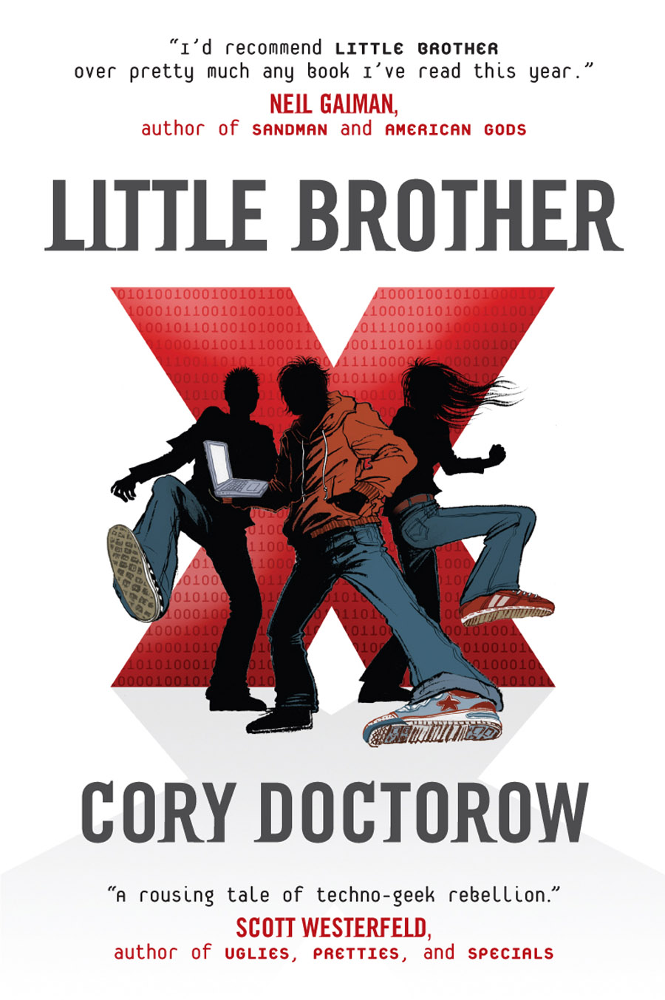 “I’d recommend LITTLE BROTHER
over pretty much any book I’ve read this year.”
NEIL GAIMAN,
author of SANDMAN and AMERICAN GODS
LITTLE BROTHER
X
CORY DOCTOROW
“A rousing tale of techno-geek rebellion.”
SCOTT WESTERFELD,
author of UGLIES, PRETTIES, and SPECIALS